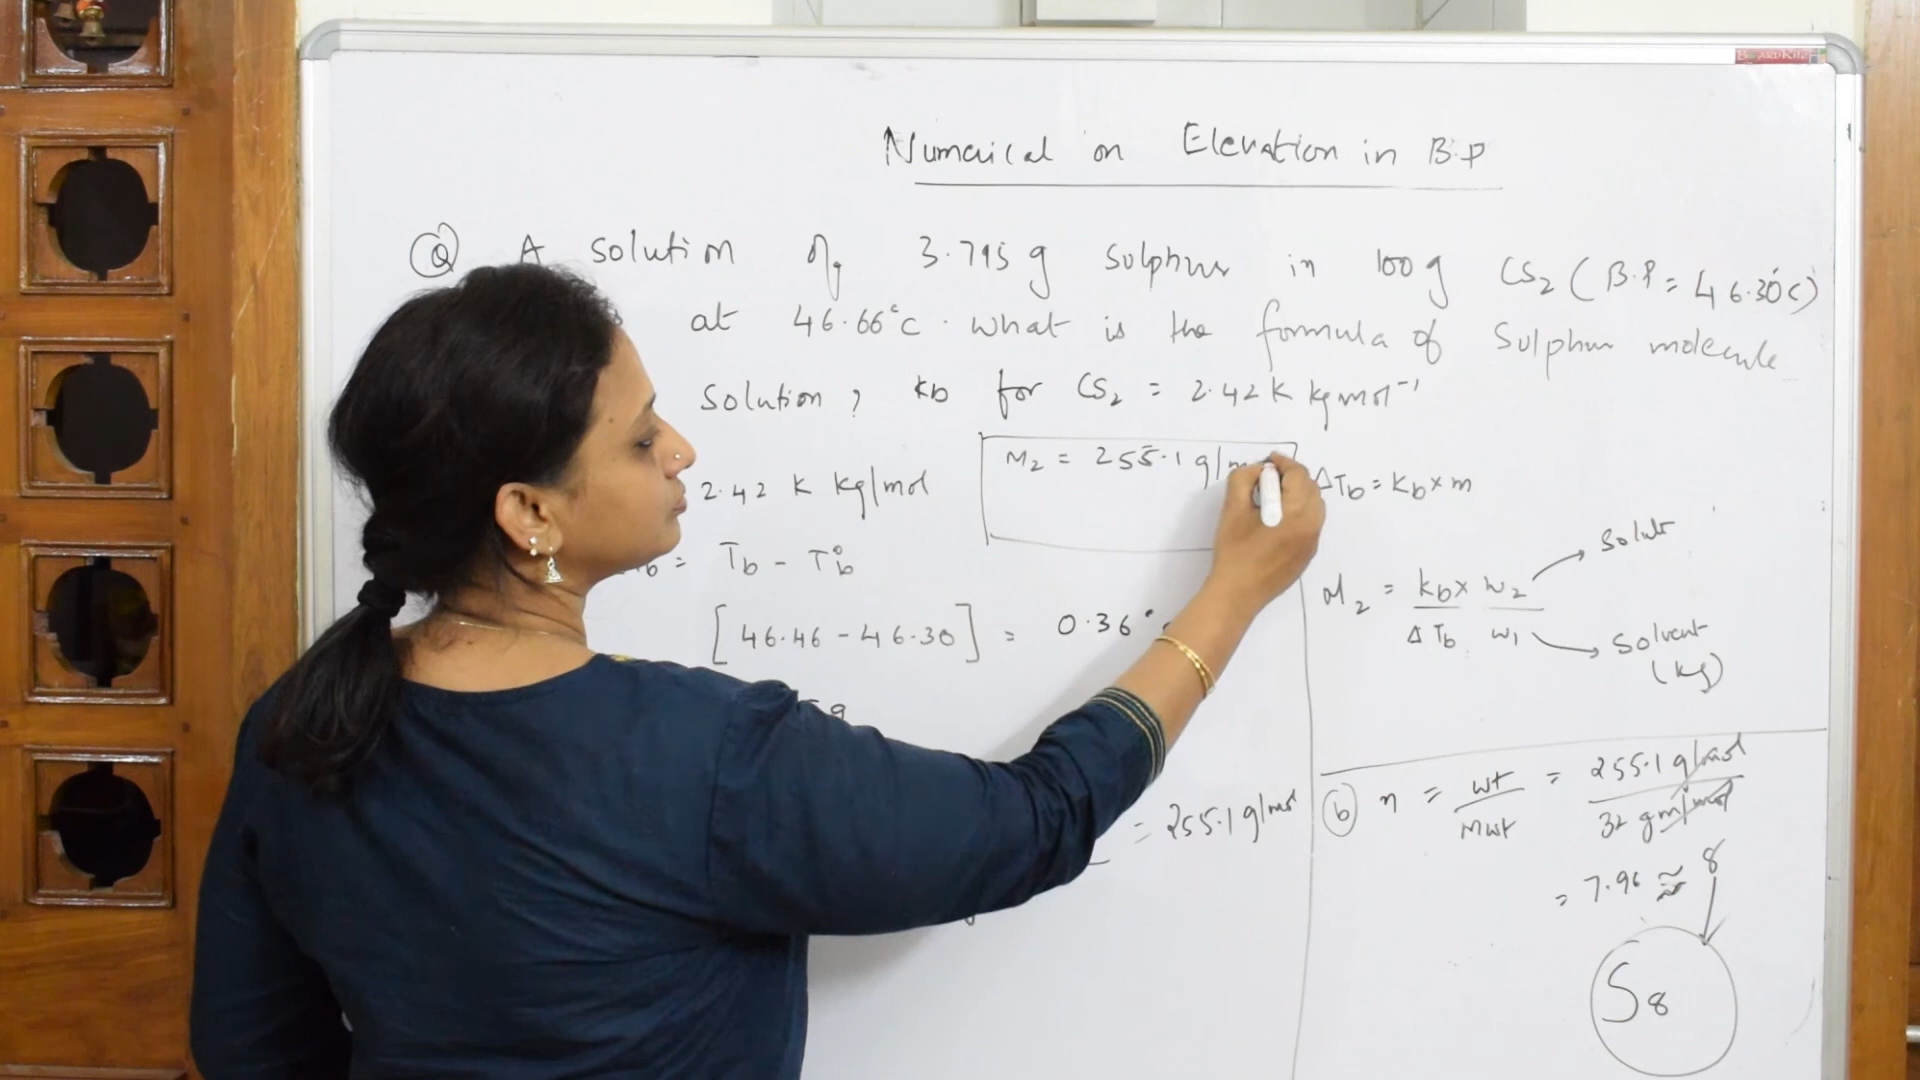 Numerical on Elevation in B.P
Q A solution of 3.795g sulphur in 100g CS2 (B.P = 46.30°C)
at 46.66°C. What is the formula of Sulphur molecule
solution, kb for CS2 = 2.42 K kg mol-1
M2 = 255.1 g/m
2.42 K Kg/mol
ΔTb = Kb x m
= Tb - T°b
[46.46 - 46.30] = 0.36°
M2 = kb x w2
ΔTb w1
Solute
Solvent
(kg)
g
= 255.1 g/mol
b n = wt = 255.1 g/mol
Mwt 32 gm/mol
= 7.96 ≈ 8
S8